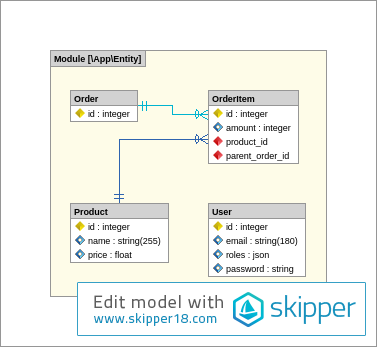 Module [\App\Entity]
Order
id : integer
OrderItem
id : integer
amount : integer
product_id
parent_order_id
Product
id : integer
name : string(255)
price : float
User
id : integer
email : string(180)
roles : json
password : string
Edit model with
www.skipper18.com
skipper